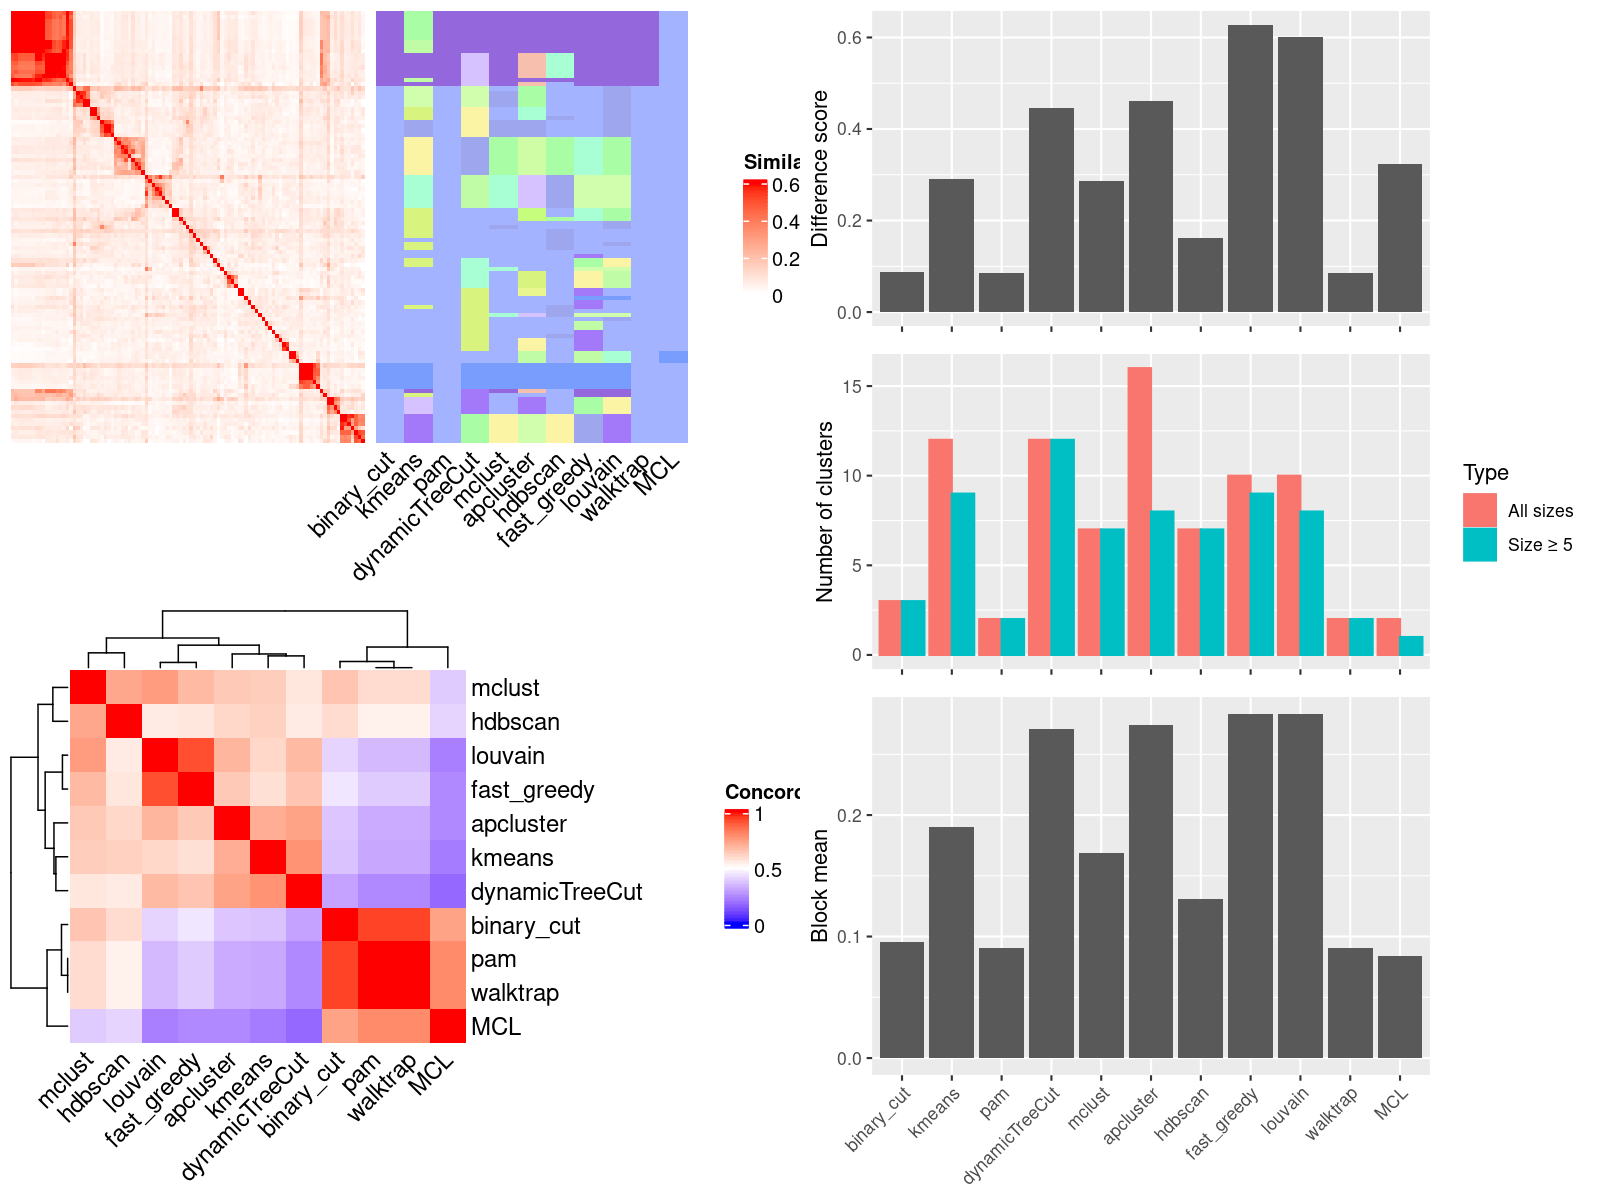 Simila
0.6
0.4
0.2
0
binary_cut
kmeans
pam
dynamicTreeCut
mclust
apcluster
hdbscan
fast_greedy
louvain
walktrap
MCL
mclust
hdbscan
louvain
fast_greedy
apcluster
kmeans
dynamicTreeCut
binary_cut
pam
walktrap
MCL
mclust
hdbscan
louvain
fast_greedy
apcluster
kmeans
dynamicTreeCut
binary_cut
pam
walktrap
MCL
Concord
1
0.5
0
Difference score
0.6
0.4
0.2
0.0
Number of clusters
15
10
5
0
Type
All sizes
Size ≥ 5
Block mean
0.2
0.1
0.0
binary_cut
kmeans
pam
dynamicTreeCut
mclust
apcluster
hdbscan
fast_greedy
louvain
walktrap
MCL